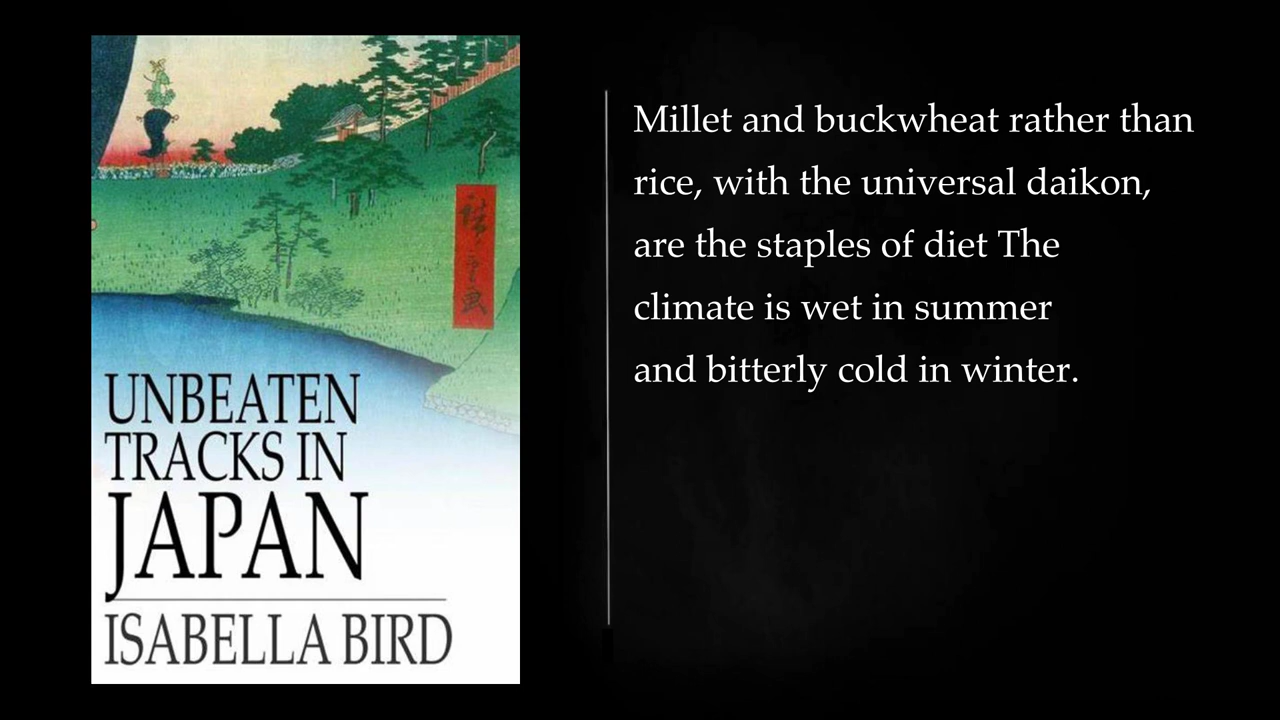 UNBEATEN
TRACKS IN
JAPAN
ISABELLA BIRD
Millet and buckwheat rather than
rice, with the universal daikon,
are the staples of diet The
climate is wet in summer
and bitterly cold in winter.